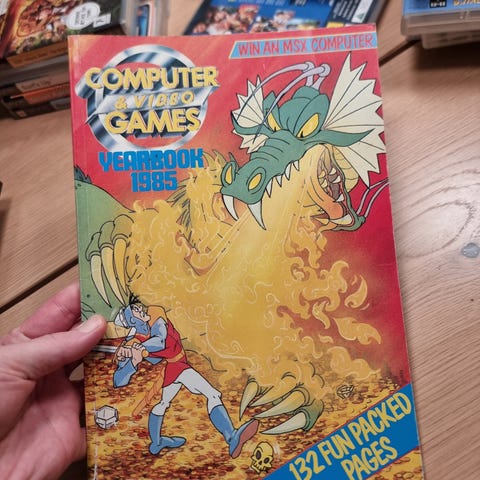 WIN AN MSX COMPUTER
COMPUTER
& VIDEO
GAMES
YEARBOOK
1985
132 FUN PACKED
PAGES